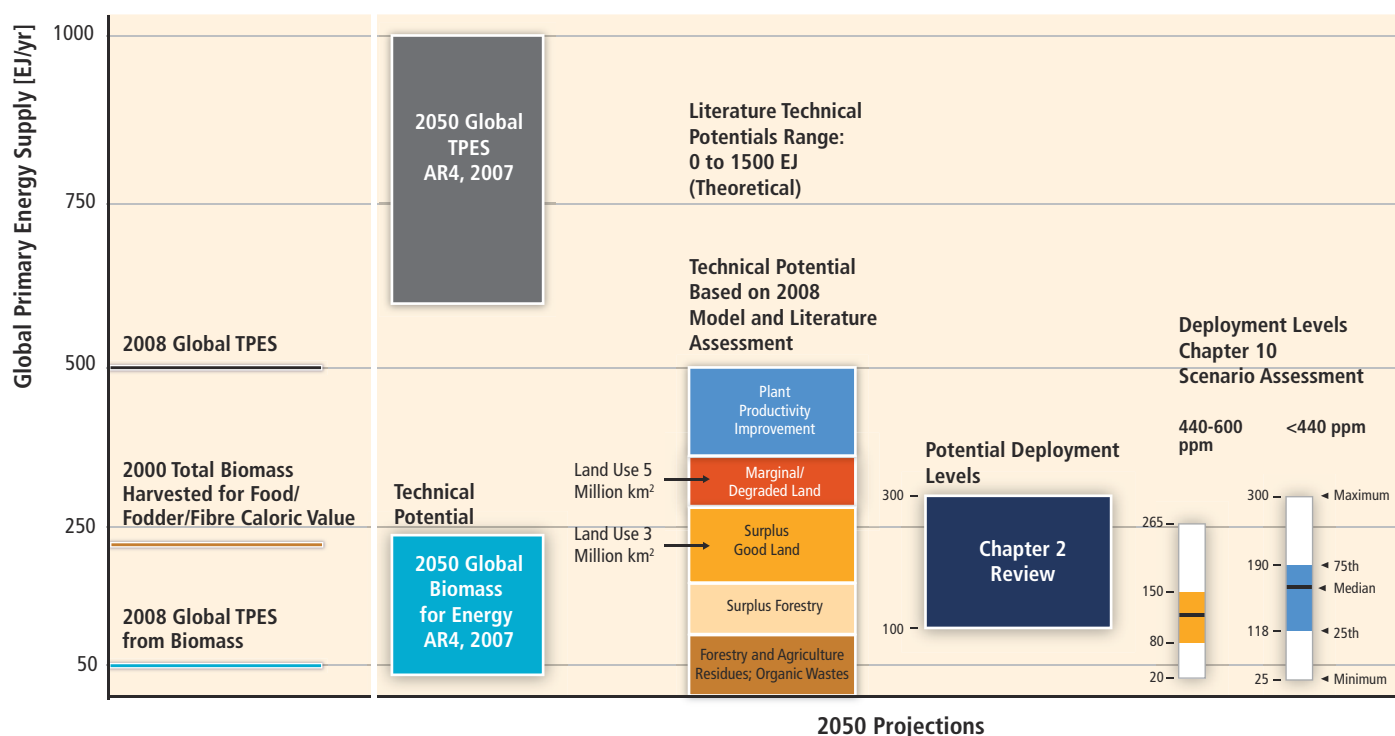 Global Primary Energy Supply [EJ/yr]
1000
750
500
250
50
2008 Global TPES
2000 Total Biomass
Harvested for Food/
Fodder/Fibre Caloric Value
2008 Global TPES
from Biomass
2050 Global
TPES
AR4, 2007
Technical
Potential
2050 Global
Biomass
for Energy
AR4, 2007
Literature Technical
Potentials Range:
0 to 1500 EJ
(Theoretical)
Technical Potential
Based on 2008
Model and Literature
Assessment
Plant
Productivity
Improvement
Land Use 5
Million km²
Marginal/
Degraded Land
Land Use 3
Million km²
Surplus
Good Land
Surplus Forestry
Forestry and Agriculture
Residues; Organic Wastes
Potential Deployment
Levels
300
100
Chapter 2
Review
Deployment Levels
Chapter 10
Scenario Assessment
440-600
ppm
265
150
80
20
<440 ppm
300
190
118
25
Maximum
75th
Median
25th
Minimum
2050 Projections